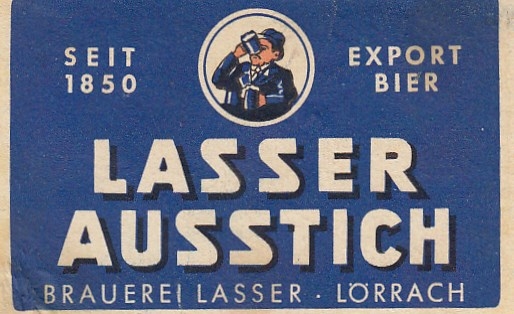 SEIT
1850
EXPORT
BIER
LASSER
AUSSTICH
BRAUEREI LASSER · LÖRRACH